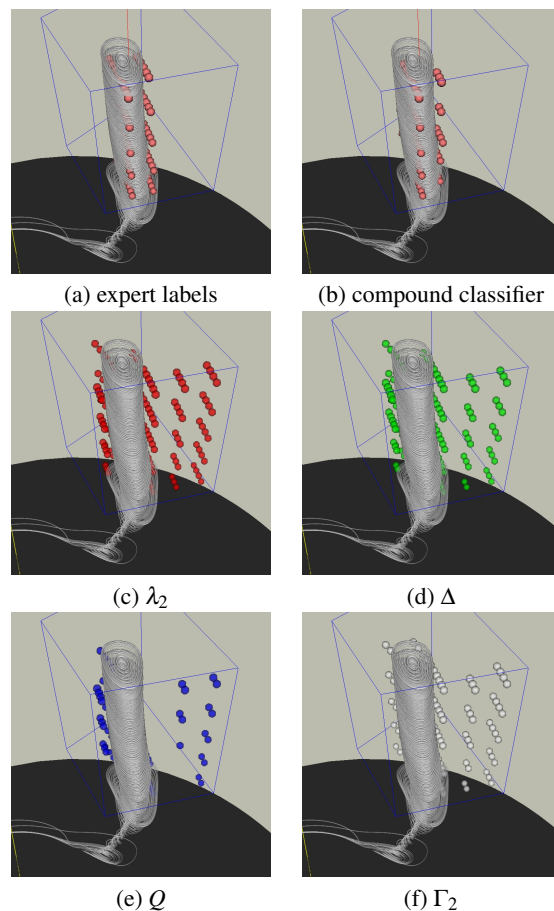 (a) expert labels
(b) compound classifier
(c) λ₂
(d) Δ
(e) Q
(f) Γ₂